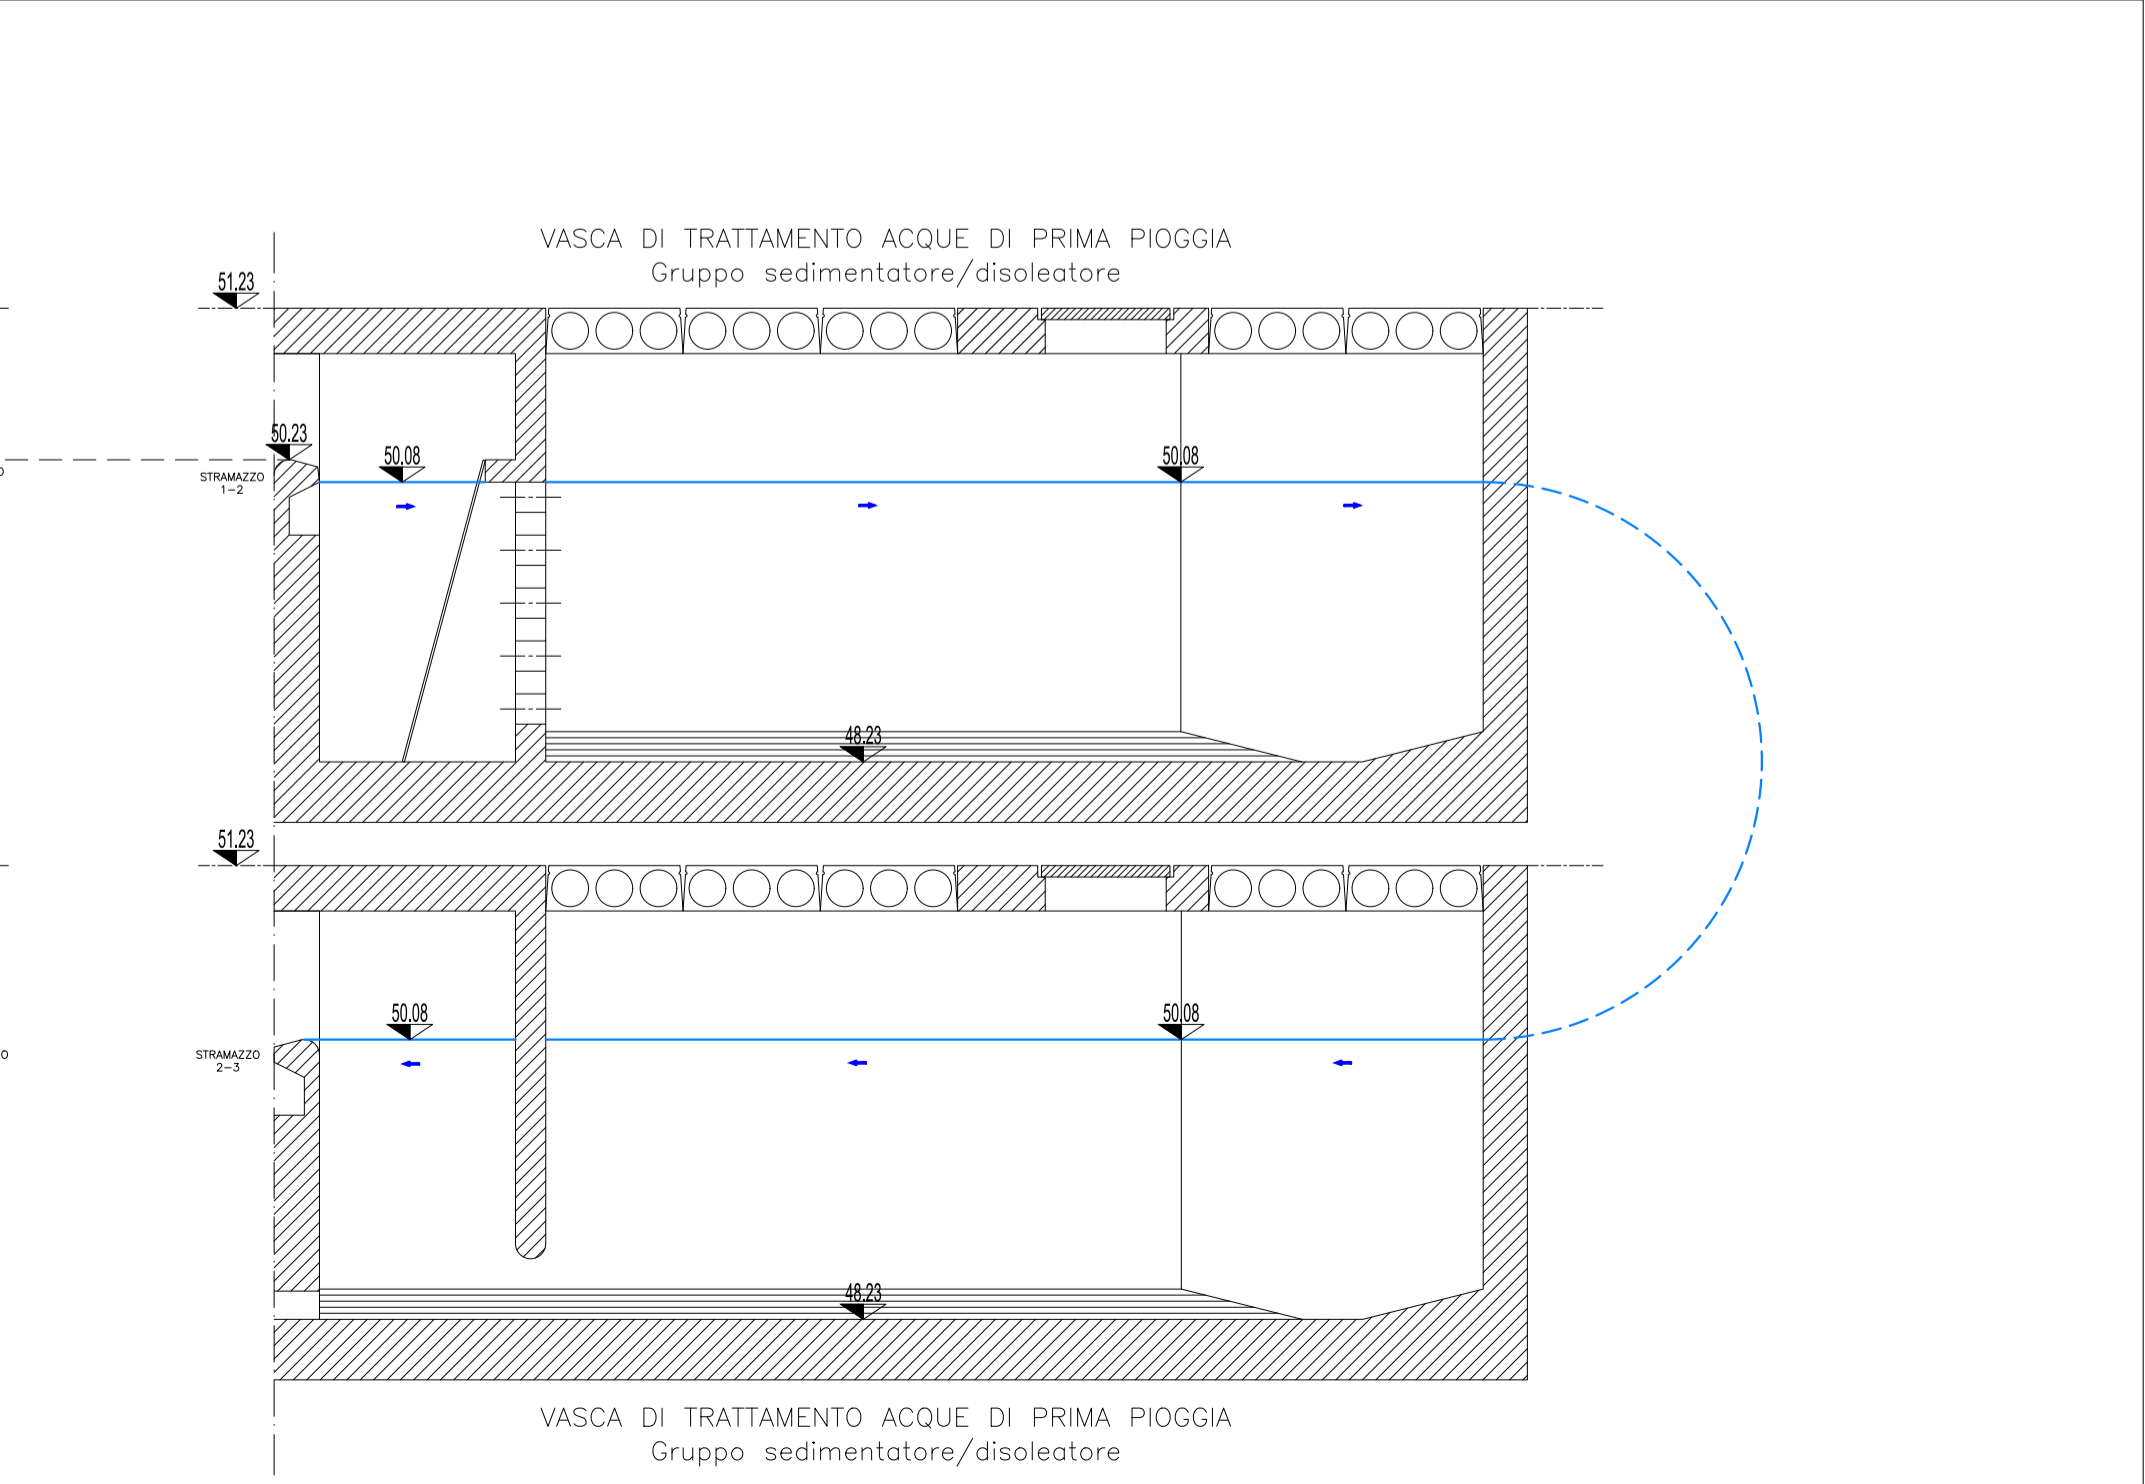 VASCA DI TRATTAMENTO ACQUE DI PRIMA PIOGGIA
Gruppo sedimentatore/disoleatore
51.23
50.23
50.08
50.08
STRAMAZZO
1-2
48.23
51.23
50.08
50.08
STRAMAZZO
2-3
48.23
VASCA DI TRATTAMENTO ACQUE DI PRIMA PIOGGIA
Gruppo sedimentatore/disoleatore